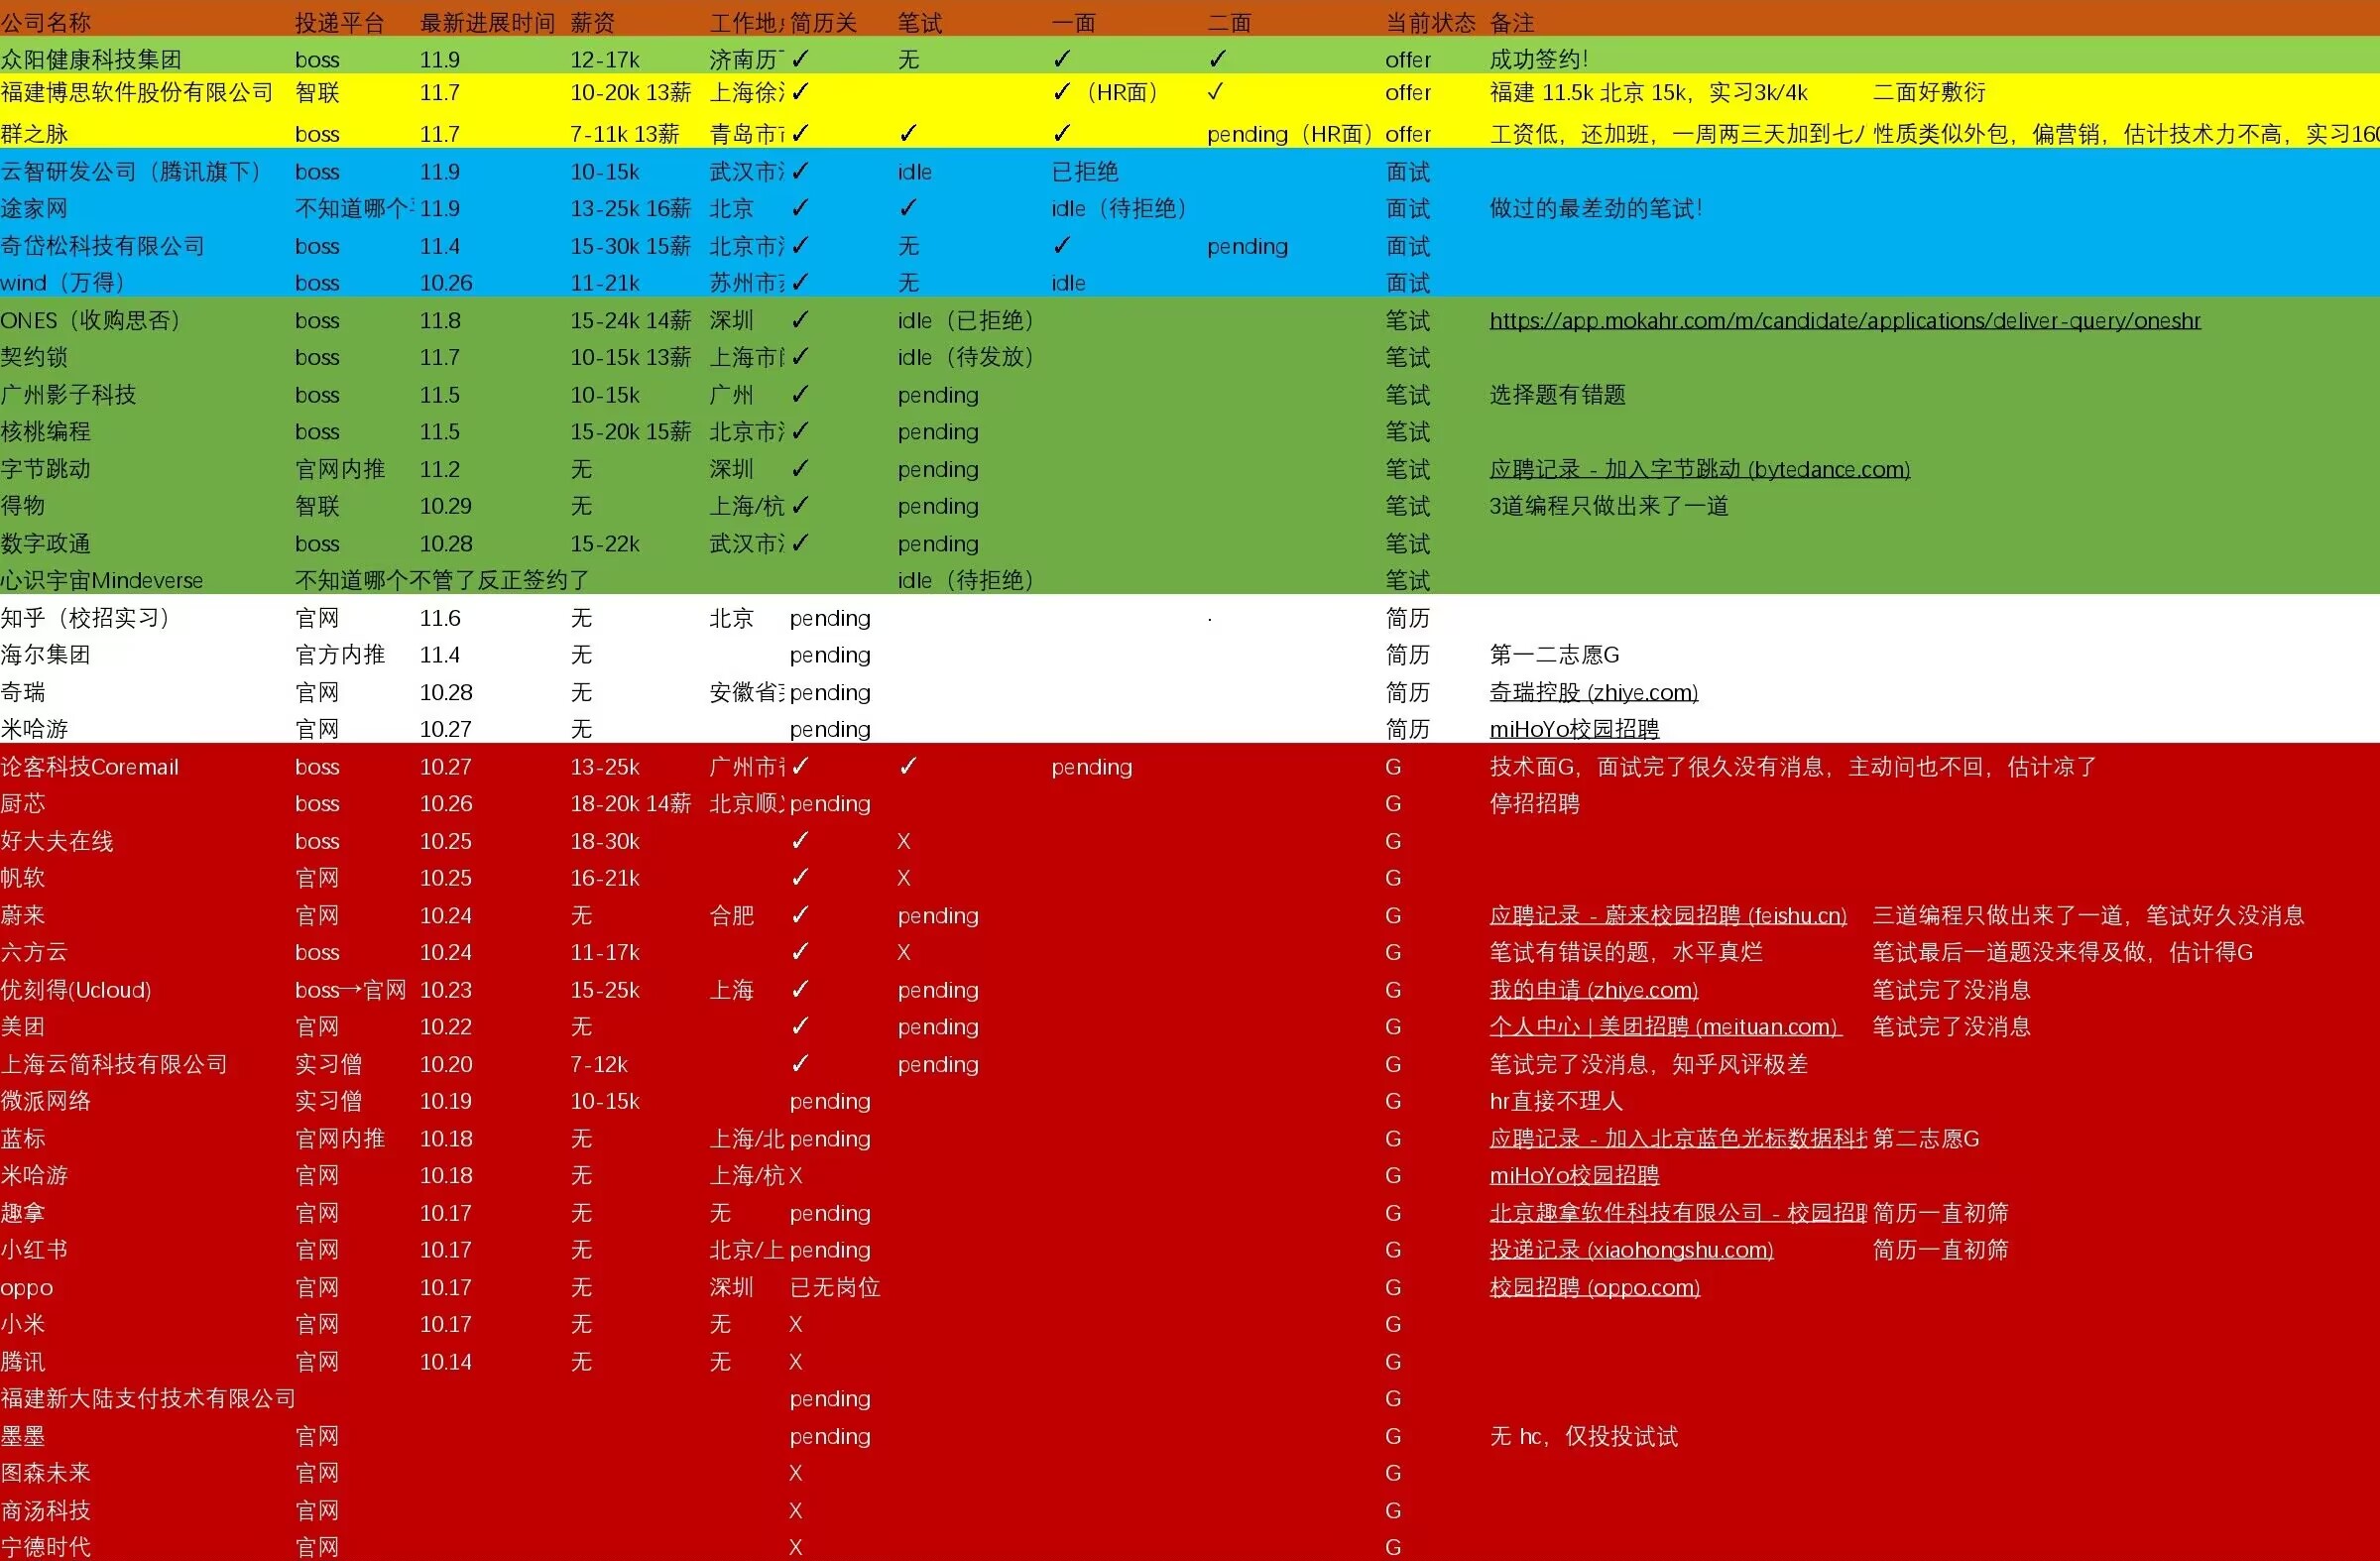 公司名称 投递平台 最新进展时间 薪资 工作地 简历关 笔试 一面 二面 当前状态 备注
众阳健康科技集团 boss 11.9 12-17k 济南历 ✓ 无 ✓ ✓ offer 成功签约！
福建博思软件股份有限公司 智联 11.7 10-20k 13薪 上海徐 ✓ ✓（HR面） ✓ offer 福建 11.5k 北京 15k，实习3k/4k 二面好敷衍
群之脉 boss 11.7 7-11k 13薪 青岛市 ✓ ✓ ✓ pending（HR面） offer 工资低，还加班，一周两三天加到七八 性质类似外包，偏营销，估计技术力不高，实习160
云智研发公司（腾讯旗下） boss 11.9 10-15k 武汉市 ✓ idle 已拒绝 面试
途家网 不知道哪个 11.9 13-25k 16薪 北京 ✓ ✓ idle（待拒绝） 面试 做过的最差劲的笔试！
奇岱松科技有限公司 boss 11.4 15-30k 15薪 北京市 ✓ 无 ✓ pending 面试
wind（万得） boss 10.26 11-21k 苏州市 ✓ 无 idle 面试
ONES（收购思否） boss 11.8 15-24k 14薪 深圳 ✓ idle（已拒绝） 笔试 https://app.mokahr.com/m/candidate/applications/deliver-query/oneshr
契约锁 boss 11.7 10-15k 13薪 上海市 ✓ idle（待发放） 笔试
广州影子科技 boss 11.5 10-15k 广州 ✓ pending 笔试 选择题有错题
核桃编程 boss 11.5 15-20k 15薪 北京市 ✓ pending 笔试
字节跳动 官网内推 11.2 无 深圳 ✓ pending 笔试 应聘记录 - 加入字节跳动 (bytedance.com)
得物 智联 10.29 无 上海/杭 ✓ pending 笔试 3道编程只做出来了一道
数字政通 boss 10.28 15-22k 武汉市 ✓ pending 笔试
心识宇宙Mindeverse 不知道哪个不管了反正签约了 idle（待拒绝） 笔试
知乎（校招实习） 官网 11.6 无 北京 pending . 简历
海尔集团 官方内推 11.4 无 pending 简历 第一二志愿G
奇瑞 官网 10.28 无 安徽省 pending 简历 奇瑞控股 (zhiye.com)
米哈游 官网 10.27 无 pending 简历 miHoYo校园招聘
论客科技Coremail boss 10.27 13-25k 广州市 ✓ ✓ pending G 技术面G，面试完了很久没有消息，主动问也不回，估计凉了
厨芯 boss 10.26 18-20k 14薪 北京顺 pending G 停招招聘
好大夫在线 boss 10.25 18-30k ✓ X G
帆软 官网 10.25 16-21k ✓ X G
蔚来 官网 10.24 无 合肥 ✓ pending G 应聘记录 - 蔚来校园招聘 (feishu.cn) 三道编程只做出来了一道，笔试好久没消息
六方云 boss 10.24 11-17k ✓ X G 笔试有错误的题，水平真烂 笔试最后一道题没来得及做，估计得G
优刻得(Ucloud) boss→官网 10.23 15-25k 上海 ✓ pending G 我的申请 (zhiye.com) 笔试完了没消息
美团 官网 10.22 无 ✓ pending G 个人中心 | 美团招聘 (meituan.com) 笔试完了没消息
上海云简科技有限公司 实习僧 10.20 7-12k ✓ pending G 笔试完了没消息，知乎风评极差
微派网络 实习僧 10.19 10-15k pending G hr直接不理人
蓝标 官网内推 10.18 无 上海/北 pending G 应聘记录 - 加入北京蓝色光标数据科 第二志愿G
米哈游 官网 10.18 无 上海/杭 X G miHoYo校园招聘
趣拿 官网 10.17 无 无 pending G 北京趣拿软件科技有限公司 - 校园招聘 简历一直初筛
小红书 官网 10.17 无 北京/上 pending G 投递记录 (xiaohongshu.com) 简历一直初筛
oppo 官网 10.17 无 深圳 已无岗位 G 校园招聘 (oppo.com)
小米 官网 10.17 无 无 X G
腾讯 官网 10.14 无 无 X G
福建新大陆支付技术有限公司 pending G
墨墨 官网 pending G 无 hc，仅投投试试
图森未来 官网 X G
商汤科技 官网 X G
宁德时代 官网 X G